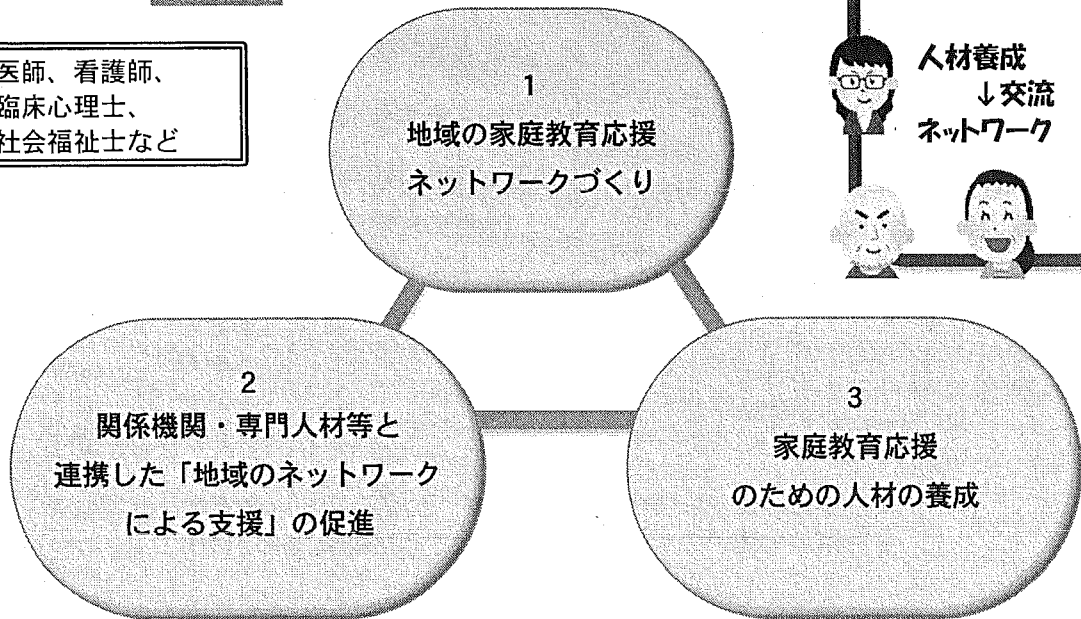 医師、看護師、
臨床心理士、
社会福祉士など
1
地域の家庭教育応援
ネットワークづくり
人材養成
↓交流
ネットワーク
2
関係機関・専門人材等と
連携した「地域のネットワーク
による支援」の促進
3
家庭教育応援
のための人材の養成